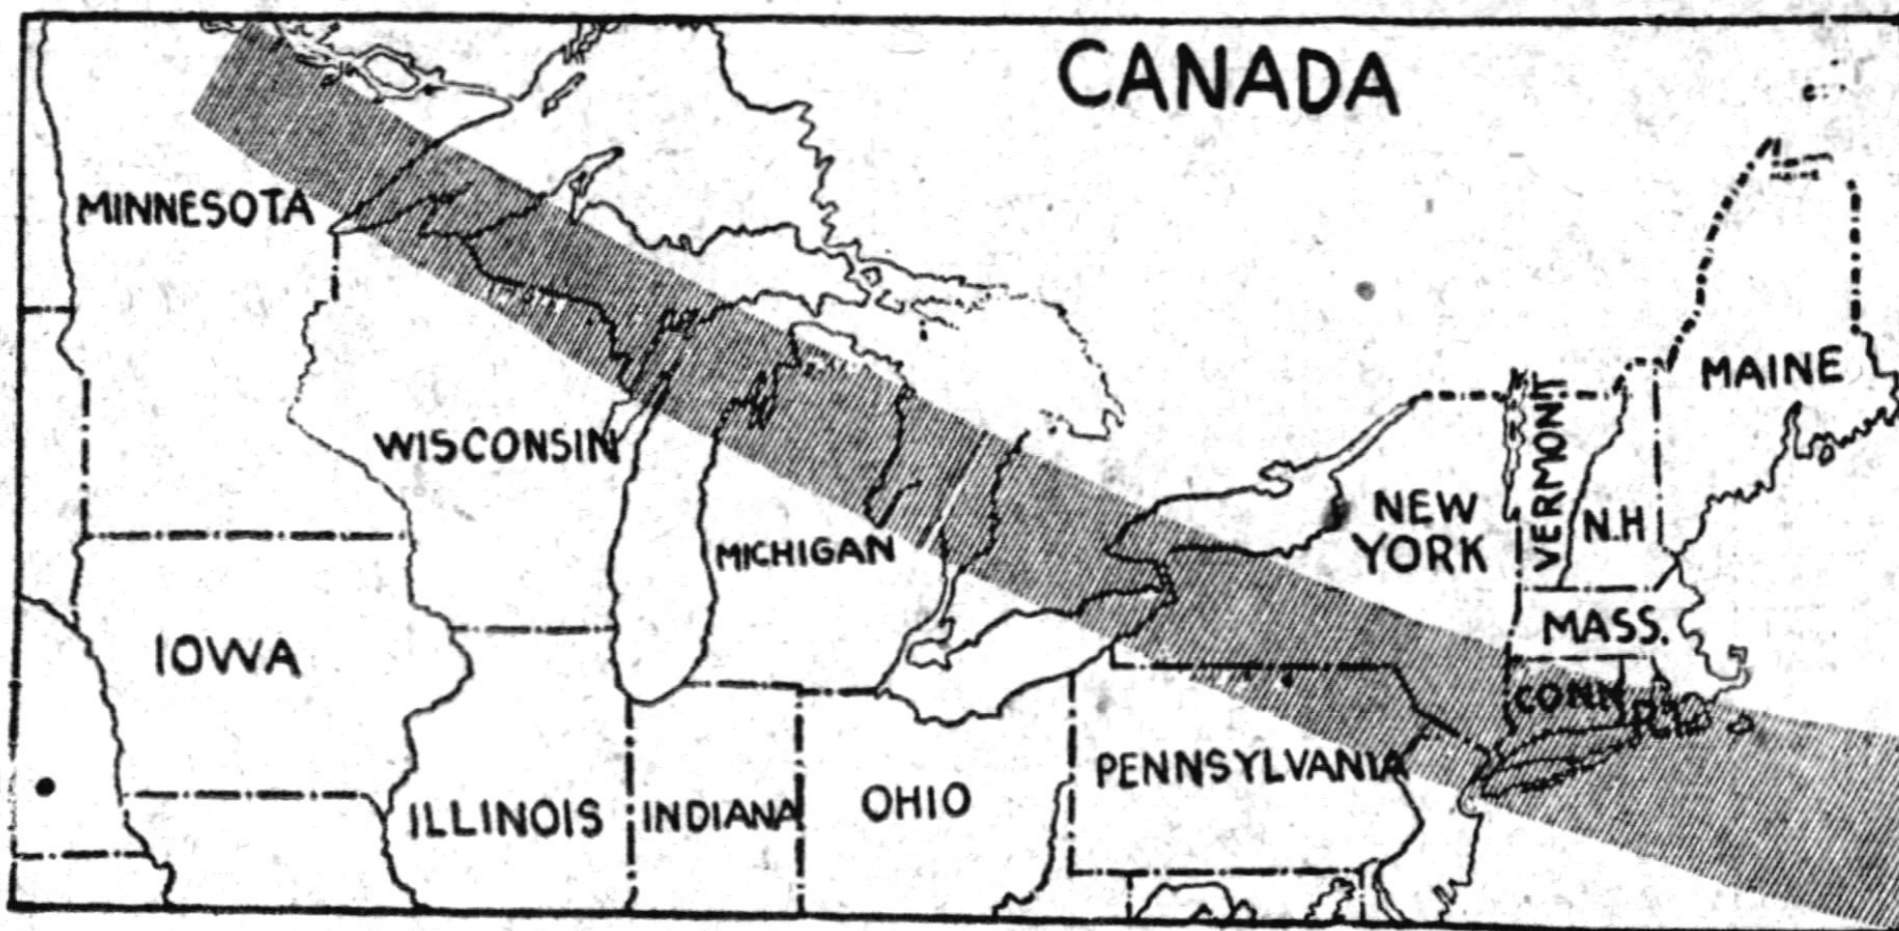 CANADA
MINNESOTA
MAINE
WISCONSIN
VERMONT
NEW
YORK
N.H
MICHIGAN
MASS.
IOWA
CONN
R.I.
PENNSYLVANIA
ILLINOIS
INDIANA
OHIO